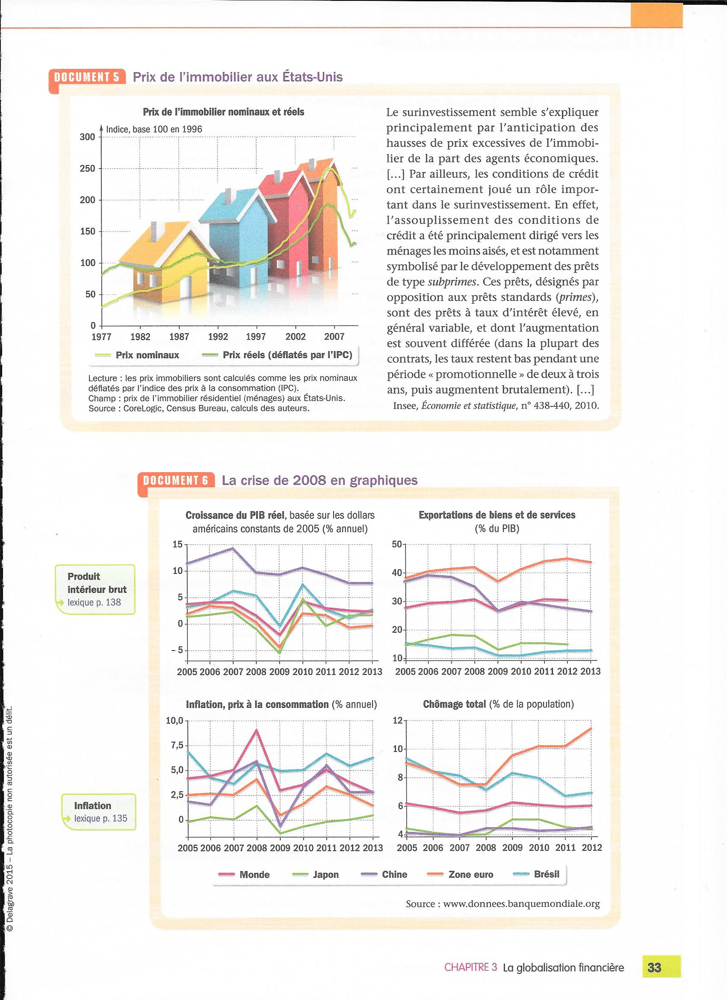 DOCUMENT 5 Prix de l'immobilier aux États-Unis
Prix de l'immobilier nominaux et réels
Indice, base 100 en 1996
300
250
200
150
100
50
0
1977 1982 1987 1992 1997 2002 2007
Prix nominaux Prix réels (déflatés par l'IPC)
Lecture : les prix immobiliers sont calculés comme les prix nominaux
déflatés par l'indice des prix à la consommation (IPC).
Champ : prix de l'immobilier résidentiel (ménages) aux États-Unis.
Source : CoreLogic, Census Bureau, calculs des auteurs.
Le surinvestissement semble s'expliquer
principalement par l'anticipation des
hausses de prix excessives de l'immobi-
lier de la part des agents économiques.
[...] Par ailleurs, les conditions de crédit
ont certainement joué un rôle impor-
tant dans le surinvestissement. En effet,
l'assouplissement des conditions de
crédit a été principalement dirigé vers les
ménages les moins aisés, et est notamment
symbolisé par le développement des prêts
de type subprimes. Ces prêts, désignés par
opposition aux prêts standards (primes),
sont des prêts à taux d'intérêt élevé, en
général variable, et dont l'augmentation
est souvent différée (dans la plupart des
contrats, les taux restent bas pendant une
période « promotionnelle » de deux à trois
ans, puis augmentent brutalement). [...]
Insee, Économie et statistique, n° 438-440, 2010.
DOCUMENT 6 La crise de 2008 en graphiques
Produit
intérieur brut
lexique p. 138
Croissance du PIB réel, basée sur les dollars
américains constants de 2005 (% annuel)
15
10
5
0
– 5
2005 2006 2007 2008 2009 2010 2011 2012 2013
Exportations de biens et de services
(% du PIB)
50
40
30
20
10
2005 2006 2007 2008 2009 2010 2011 2012 2013
Inflation
lexique p. 135
Inflation, prix à la consommation (% annuel)
10,0
7,5
5,0
2,5
0
2005 2006 2007 2008 2009 2010 2011 2012 2013
Chômage total (% de la population)
12
10
8
6
4
2005 2006 2007 2008 2009 2010 2011 2012
Monde Japon Chine Zone euro Brésil
Source : www.donnees.banquemondiale.org
© Delagrave 2015 – La photocopie non autorisée est un délit.
CHAPITRE 3 La globalisation financière 33